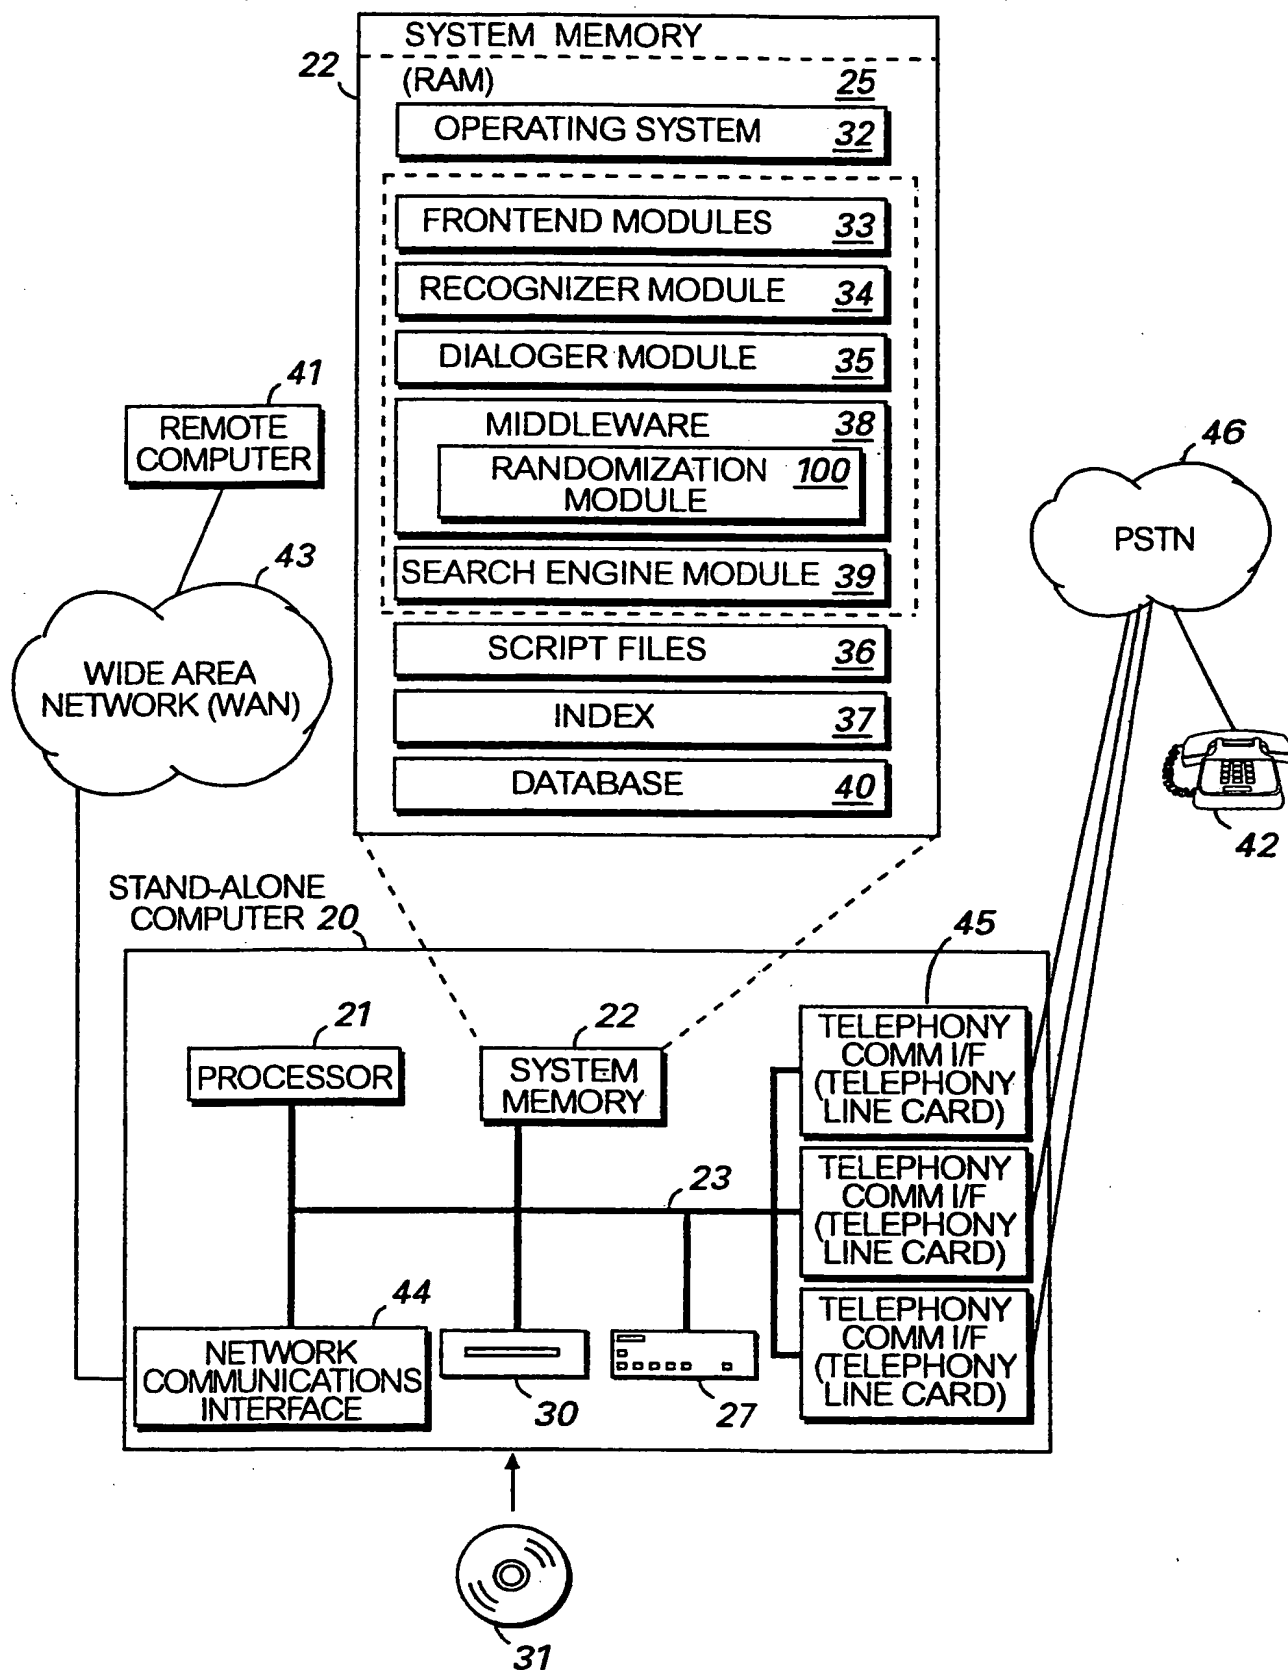 SYSTEM MEMORY
22
(RAM) 25
OPERATING SYSTEM 32
FRONTEND MODULES 33
RECOGNIZER MODULE 34
DIALOGER MODULE 35
MIDDLEWARE 38
RANDOMIZATION 100
MODULE
SEARCH ENGINE MODULE 39
SCRIPT FILES 36
INDEX 37
DATABASE 40
41
REMOTE
COMPUTER
43
WIDE AREA
NETWORK (WAN)
46
PSTN
42
STAND-ALONE
COMPUTER 20
21
PROCESSOR
22
SYSTEM
MEMORY
23
45
TELEPHONY
COMM I/F
(TELEPHONY
LINE CARD)
TELEPHONY
COMM I/F
(TELEPHONY
LINE CARD)
TELEPHONY
COMM I/F
(TELEPHONY
LINE CARD)
44
NETWORK
COMMUNICATIONS
INTERFACE
30
27
31